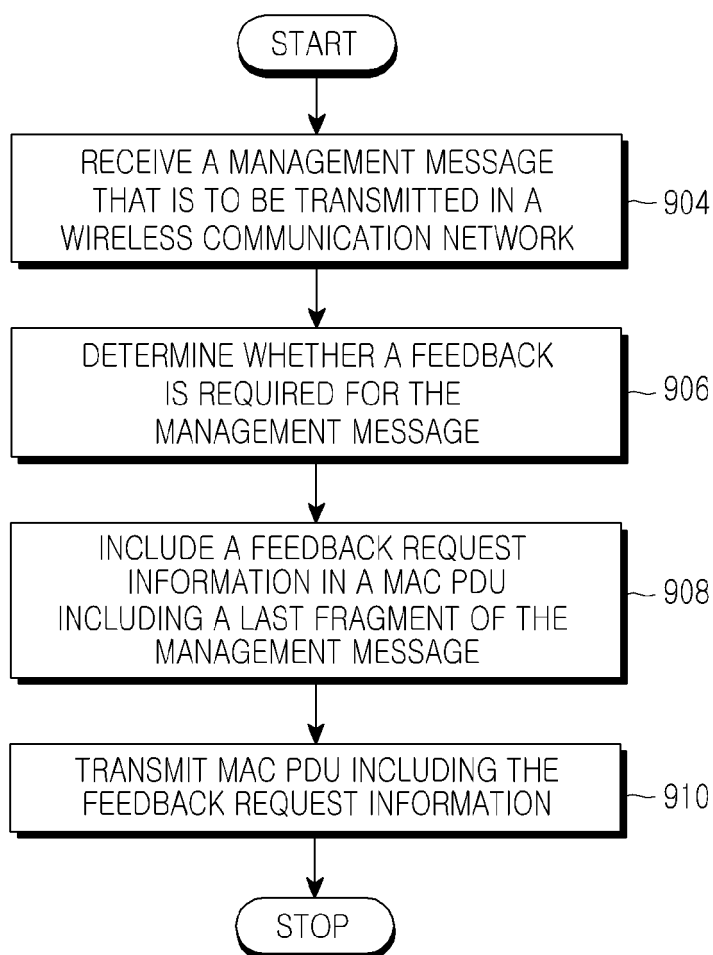 START
RECEIVE A MANAGEMENT MESSAGE
THAT IS TO BE TRANSMITTED IN A
WIRELESS COMMUNICATION NETWORK
904
DETERMINE WHETHER A FEEDBACK
IS REQUIRED FOR THE
MANAGEMENT MESSAGE
906
INCLUDE A FEEDBACK REQUEST
INFORMATION IN A MAC PDU
INCLUDING A LAST FRAGMENT OF THE
MANAGEMENT MESSAGE
908
TRANSMIT MAC PDU INCLUDING THE
FEEDBACK REQUEST INFORMATION
910
STOP